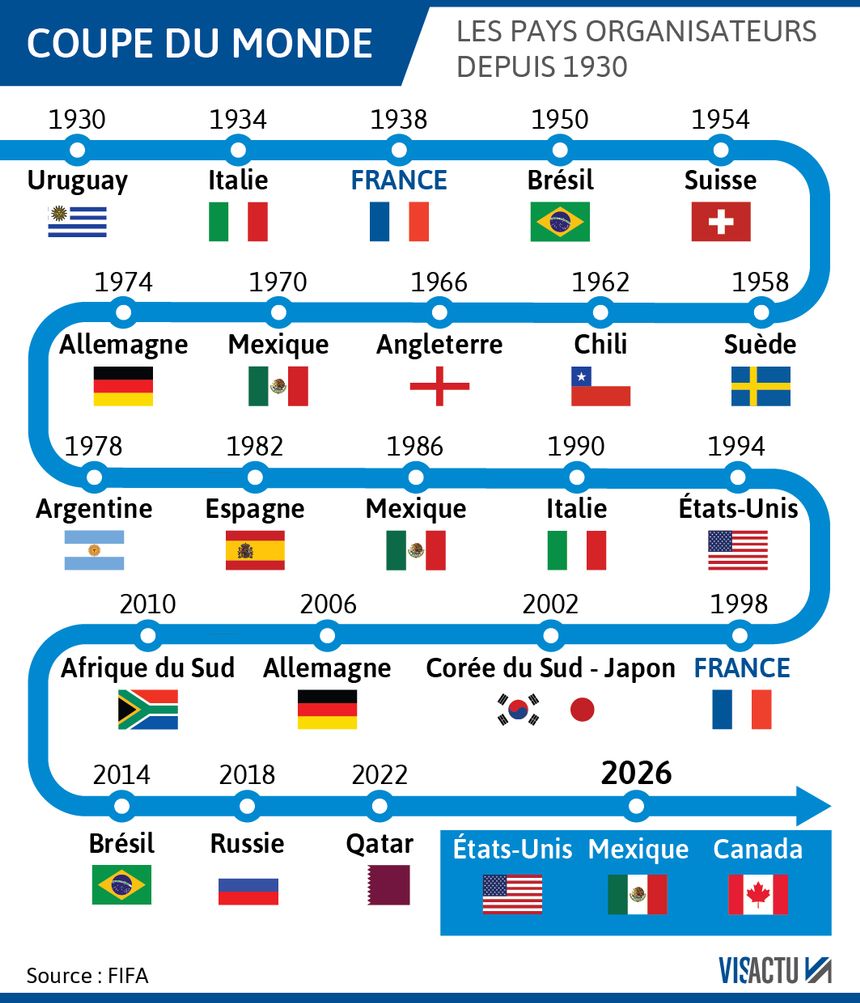 COUPE DU MONDE
LES PAYS ORGANISATEURS
DEPUIS 1930
1930 1934 1938 1950 1954
Uruguay Italie FRANCE Brésil Suisse
1974 1970 1966 1962 1958
Allemagne Mexique Angleterre Chili Suède
1978 1982 1986 1990 1994
Argentine Espagne Mexique Italie États-Unis
2010 2006 2002 1998
Afrique du Sud Allemagne Corée du Sud - Japon FRANCE
2014 2018 2022 2026
Brésil Russie Qatar États-Unis Mexique Canada
Source : FIFA
VISACTU